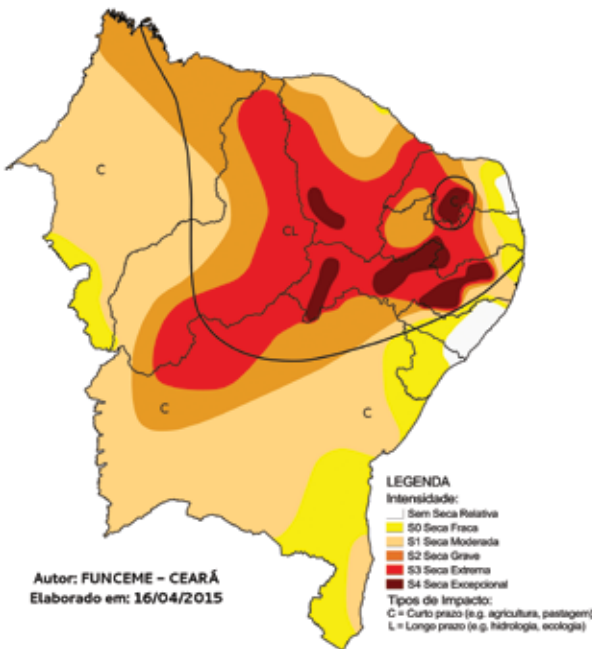 C
CL
C
C
C
LEGENDA
Intensidade:
Sem Seca Relativa
S0 Seca Fraca
S1 Seca Moderada
S2 Seca Grave
S3 Seca Extrema
S4 Seca Excepcional
Tipos de Impacto:
C = Curto prazo (e.g. agricultura, pastagem)
L = Longo prazo (e.g. hidrologia, ecologia)
Autor: FUNCEME – CEARÁ
Elaborado em: 16/04/2015